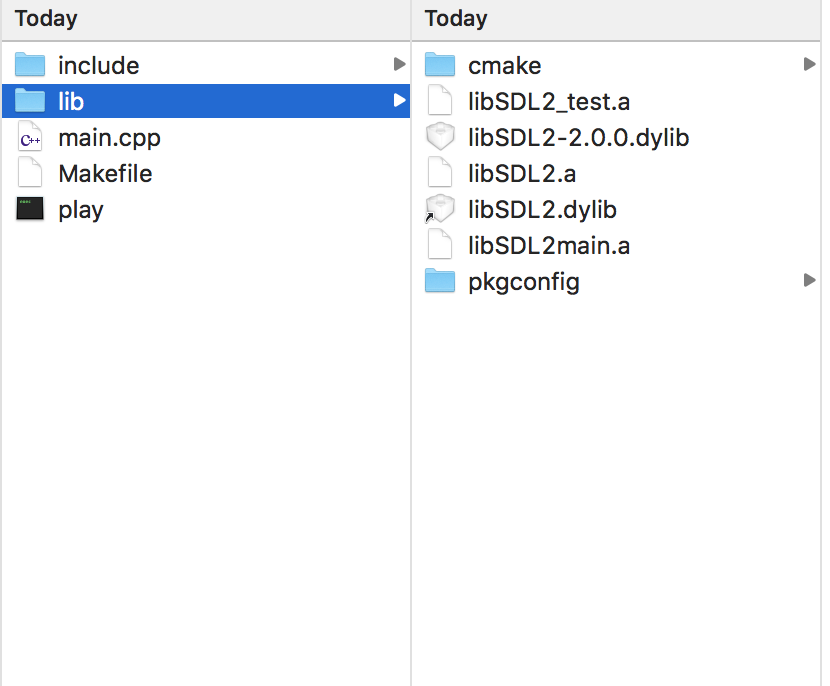 Today
include
lib
main.cpp
Makefile
play
Today
cmake
libSDL2_test.a
libSDL2-2.0.0.dylib
libSDL2.a
libSDL2.dylib
libSDL2main.a
pkgconfig